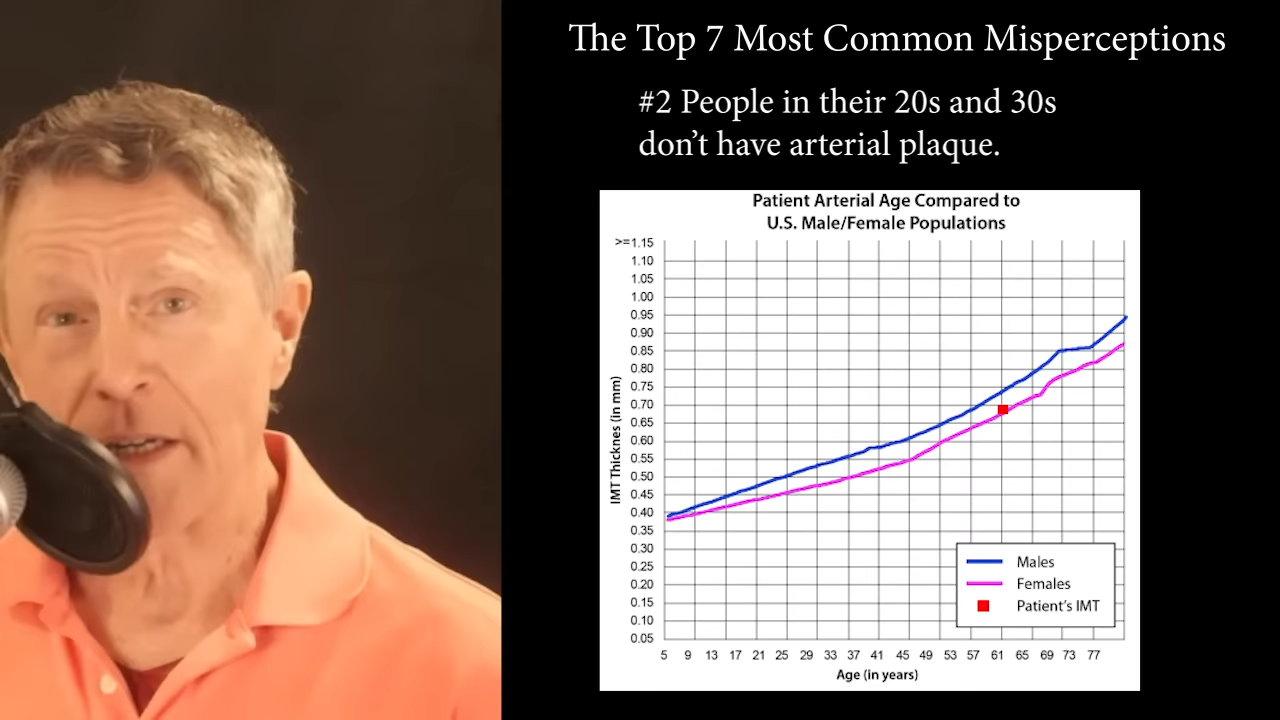 The Top 7 Most Common Misperceptions
#2 People in their 20s and 30s
don't have arterial plaque.
Patient Arterial Age Compared to
U.S. Male/Female Populations
>=1.15
1.10
1.05
1.00
0.95
0.90
0.85
0.80
0.75
0.70
0.65
0.60
0.55
0.50
0.45
0.40
0.35
0.30
0.25
0.20
0.15
0.10
0.05
IMT Thicknes (in mm)
Males
Females
Patient's IMT
5 9 13 17 21 25 29 33 37 41 45 49 53 57 61 65 69 73 77
Age (in years)